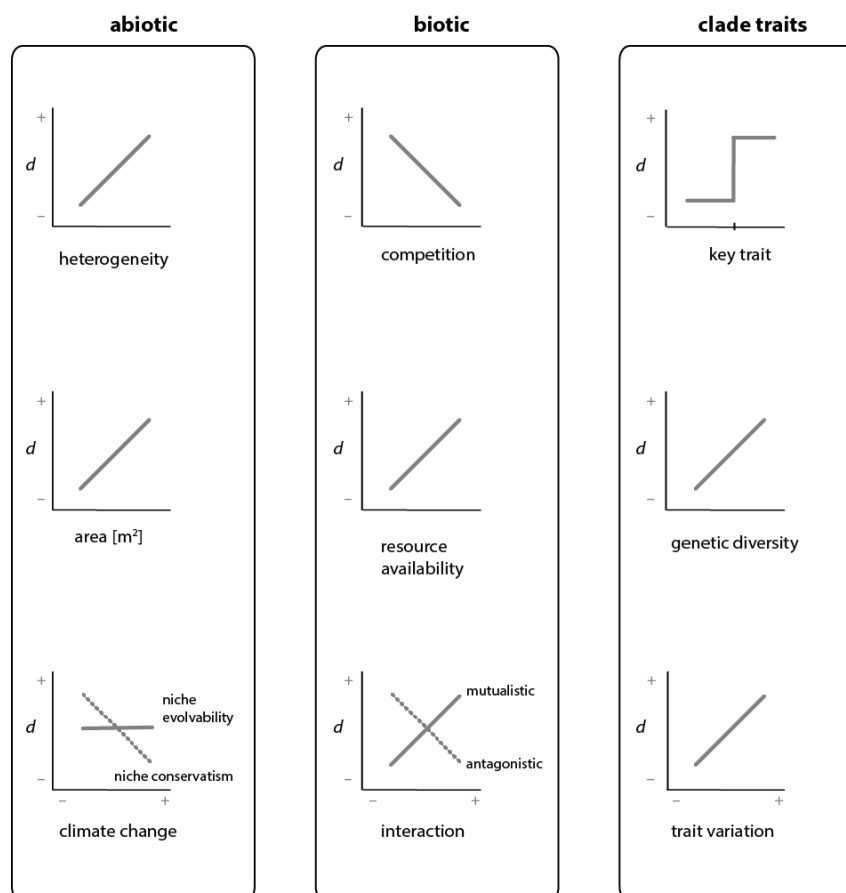 abiotic
+
d
–
heterogeneity
+
d
–
area [m²]
+
d
–
niche
evolvability
niche conservatism
– +
climate change
biotic
+
d
–
competition
+
d
–
resource
availability
+
d
–
mutualistic
antagonistic
– +
interaction
clade traits
+
d
–
key trait
+
d
–
genetic diversity
+
d
–
– +
trait variation